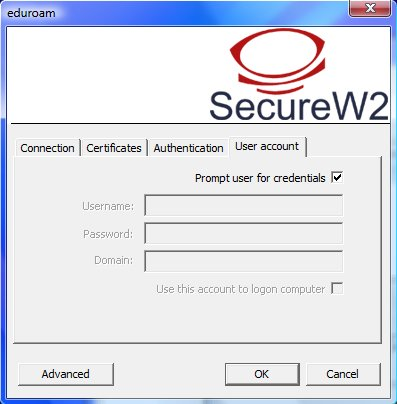 eduroam
SecureW2
Connection Certificates Authentication User account
Prompt user for credentials
Username:
Password:
Domain:
Use this account to logon computer
Advanced OK Cancel